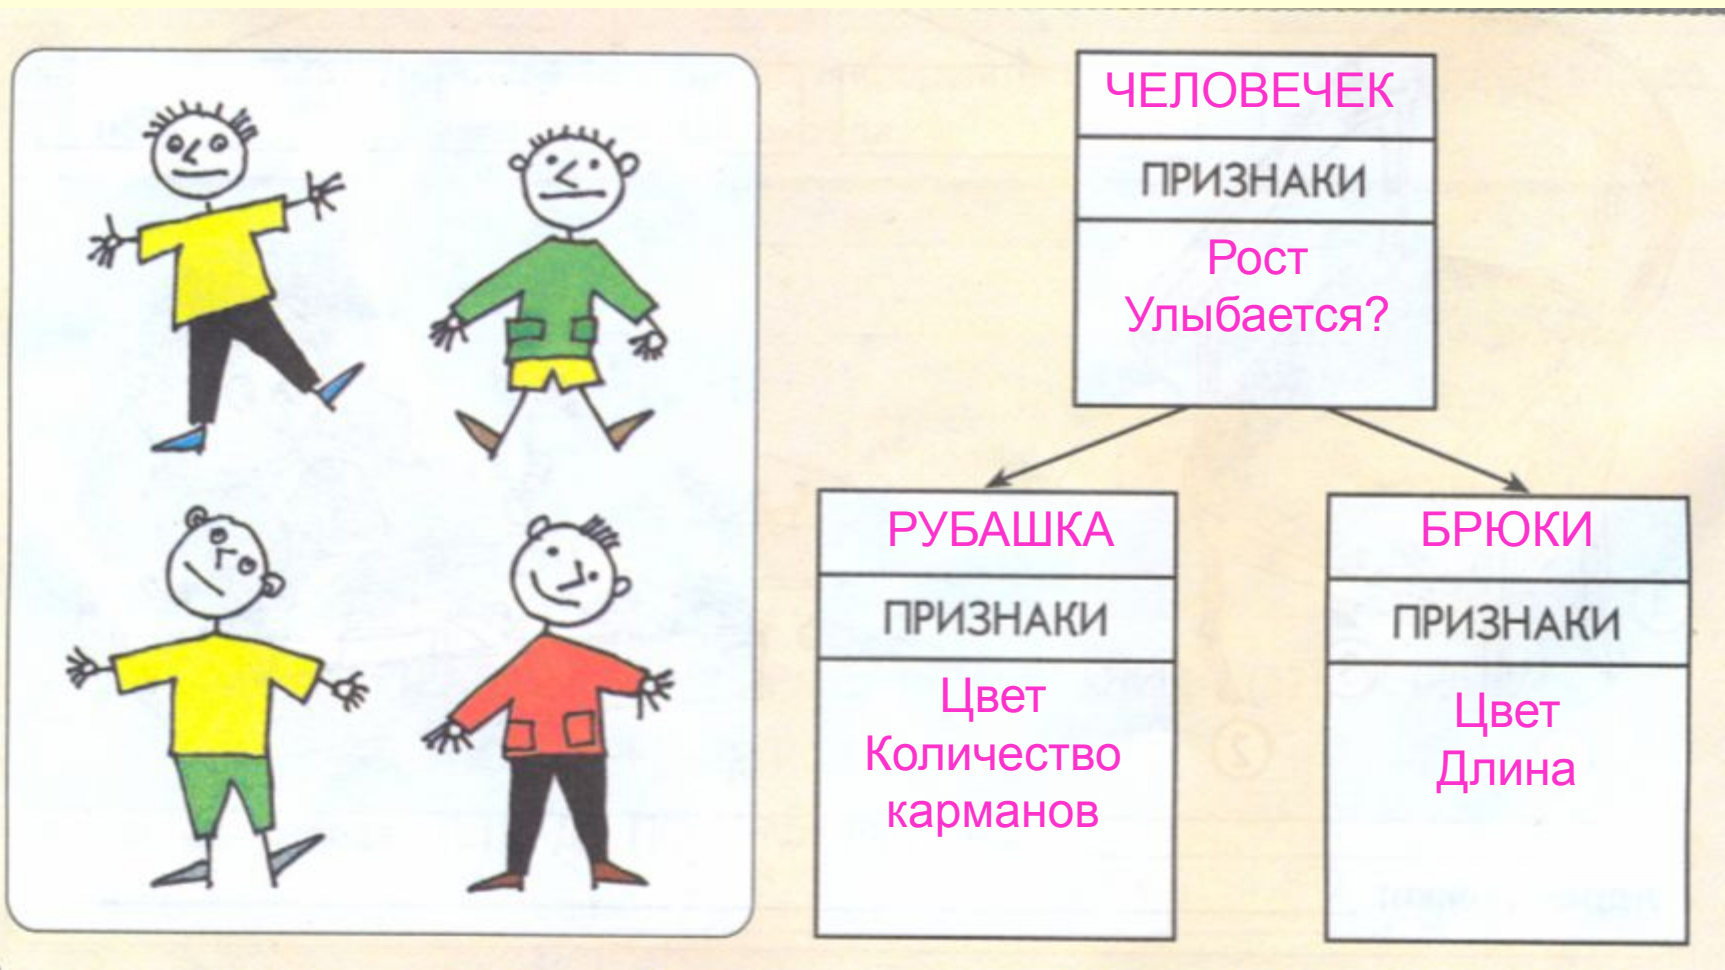 ЧЕЛОВЕЧЕК
ПРИЗНАКИ
Рост
Улыбается?
РУБАШКА
ПРИЗНАКИ
Цвет
Количество
карманов
БРЮКИ
ПРИЗНАКИ
Цвет
Длина